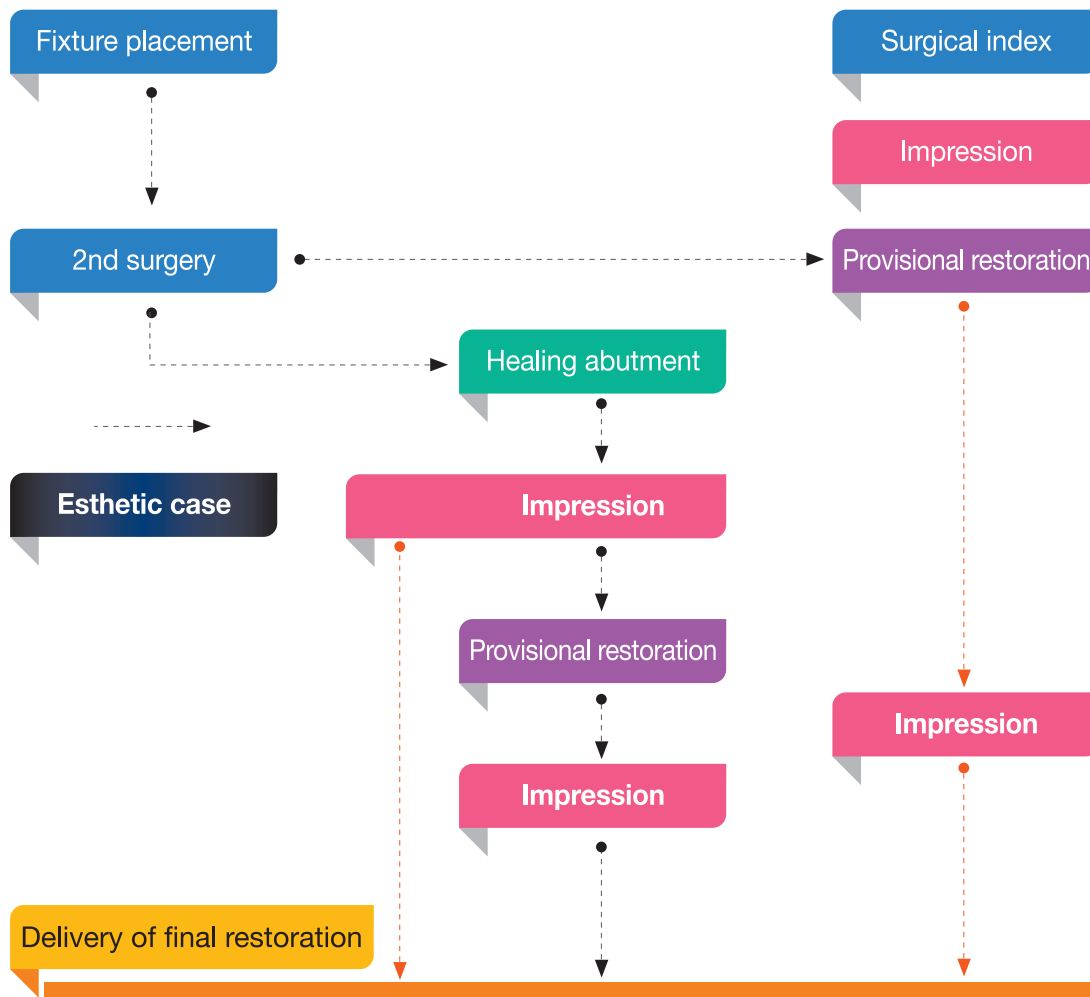 Fixture placement
Surgical index
Impression
2nd surgery
Provisional restoration
Healing abutment
Esthetic case
Impression
Provisional restoration
Impression
Impression
Delivery of final restoration